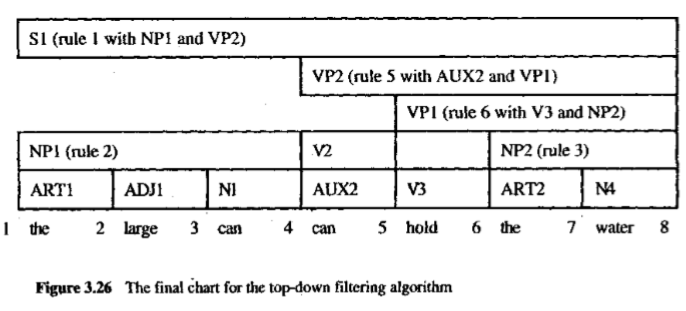 S1 (rule 1 with NP1 and VP2)
VP2 (rule 5 with AUX2 and VP1)
VP1 (rule 6 with V3 and NP2)
NP1 (rule 2) V2 NP2 (rule 3)
ART1 ADJ1 N1 AUX2 V3 ART2 N4
1 the 2 large 3 can 4 can 5 hold 6 the 7 water 8
Figure 3.26 The final chart for the top-down filtering algorithm